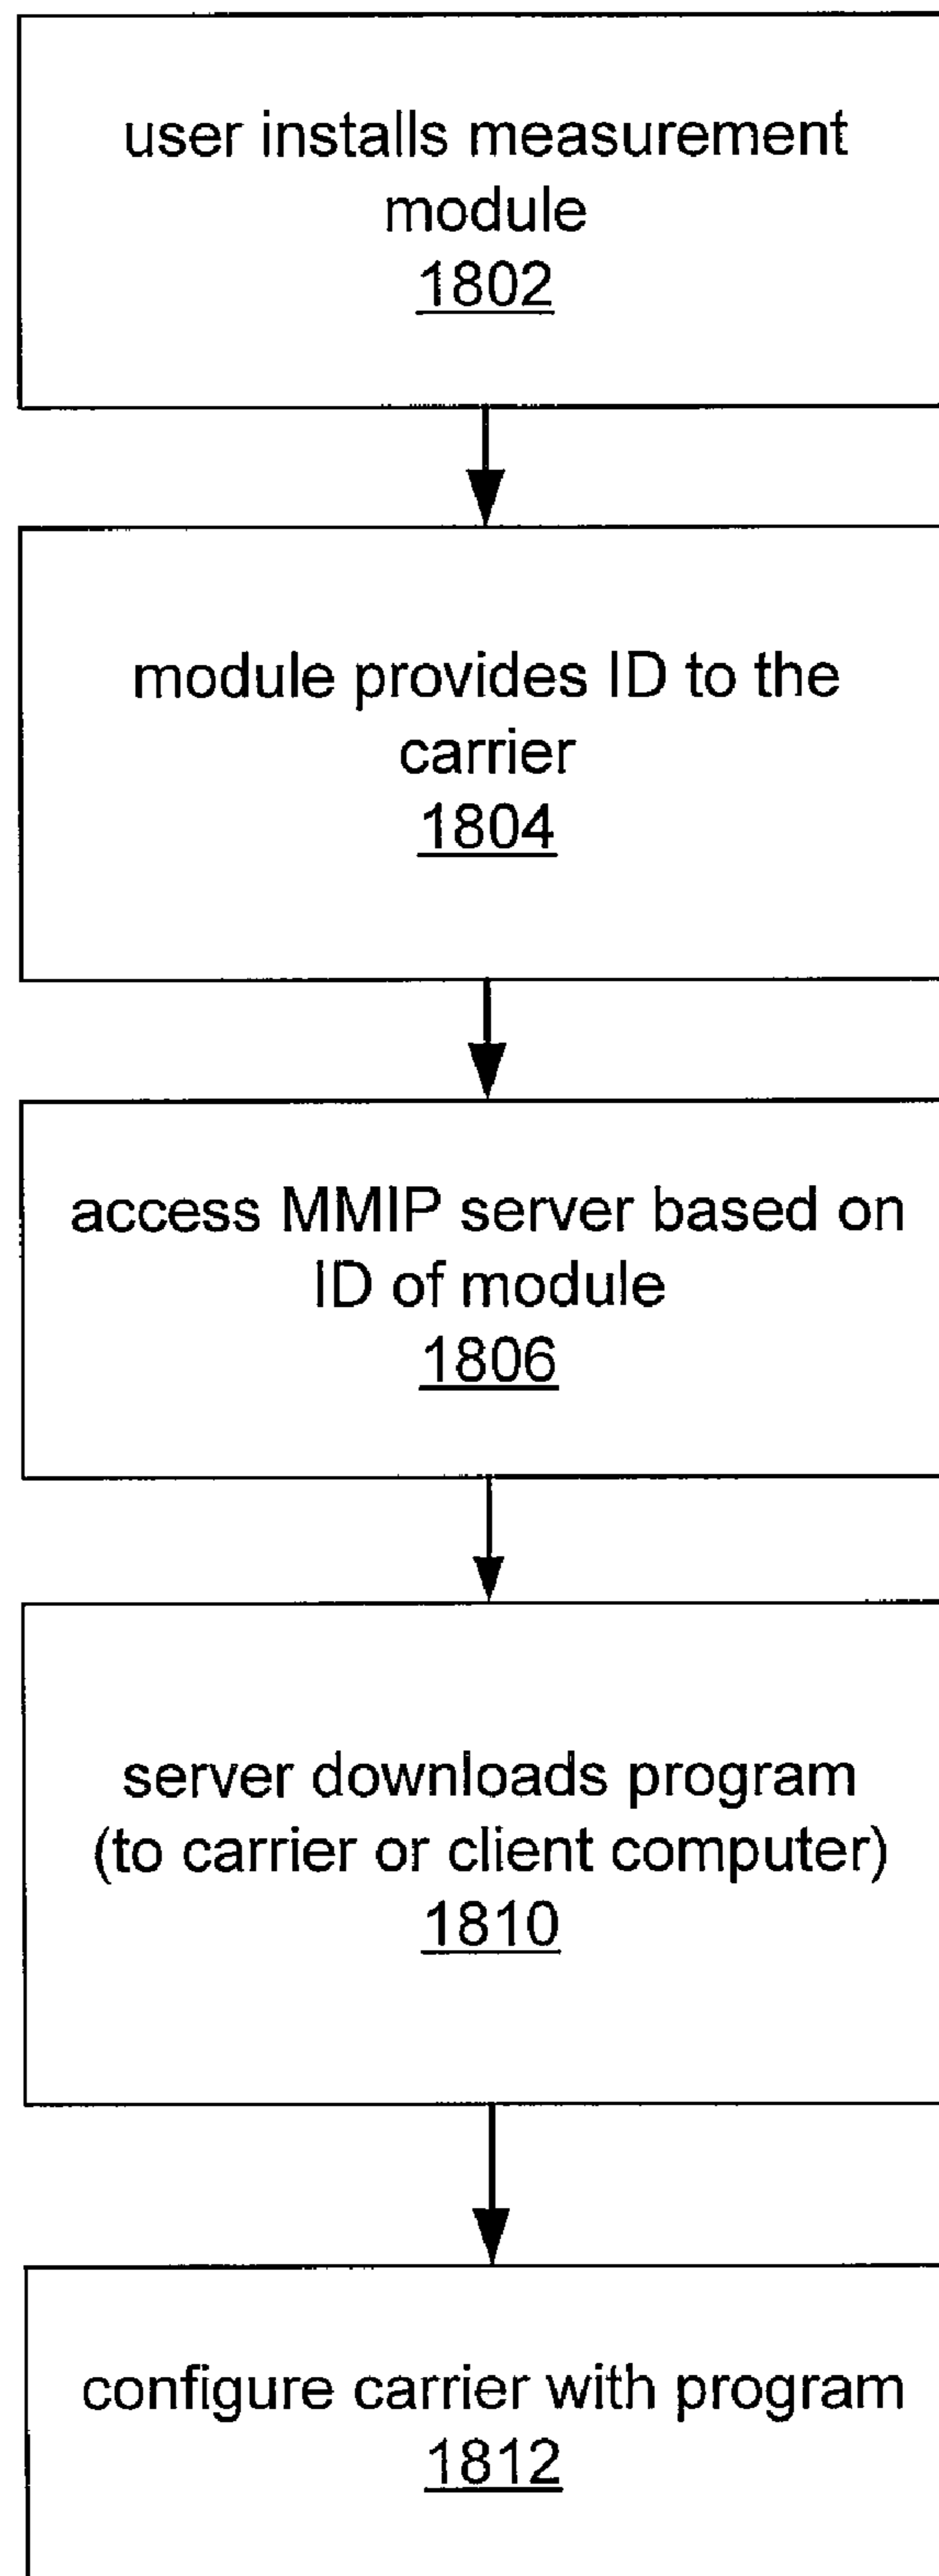 user installs measurement
module
1802
module provides ID to the
carrier
1804
access MMIP server based on
ID of module
1806
server downloads program
(to carrier or client computer)
1810
configure carrier with program
1812